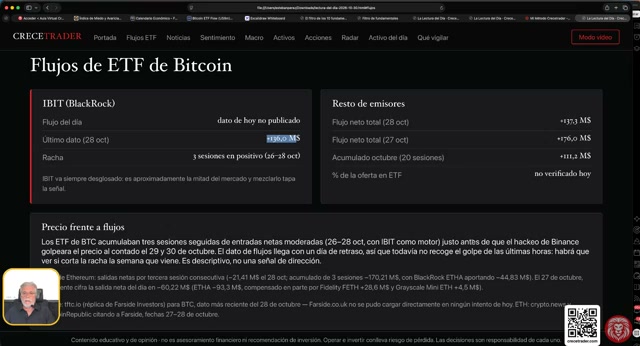 CRECETRADER
Portada Flujos ETF Noticias Sentimiento Macro Activos Acciones Radar Activo del día Qué vigilar
Modo vídeo
Flujos de ETF de Bitcoin
IBIT (BlackRock)
Flujo del día dato de hoy no publicado
Último dato (28 oct) +136,0 M$
Racha 3 sesiones en positivo (26–28 oct)
IBIT va siempre desglosado: es aproximadamente la mitad del mercado y mezclarlo tapa
la señal.
Resto de emisores
Flujo neto total (28 oct) +137,3 M$
Flujo neto total (27 oct) +176,0 M$
Acumulado octubre (20 sesiones) +111,2 M$
% de la oferta en ETF no verificado hoy
Precio frente a flujos
Los ETF de BTC acumulaban tres sesiones seguidas de entradas netas moderadas (26–28 oct, con IBIT como motor) justo antes de que el hackeo de Binance
golpeara el precio al contado el 29 y 30 de octubre. El dato de flujos llega con un día de retraso, así que todavía no recoge el golpe de las últimas horas: habrá que
ver si corta la racha la semana que viene. Es descriptivo, no una señal de dirección.
de Ethereum: salidas netas por tercera sesión consecutiva (−21,41 M$ el 28 oct; acumulado de 3 sesiones −170,21 M$, con BlackRock ETHA aportando −44,83 M$). El 27 de octubre,
ente cifra la salida neta del día en −60,22 M$ (ETHA −93,3 M$, compensado en parte por Fidelity FETH +28,6 M$ y Grayscale Mini ETH +4,5 M$).
tftc.io (réplica de Farside Investors) para BTC, dato más reciente del 28 de octubre — Farside.co.uk no se pudo cargar directamente en ningún intento de hoy. ETH: crypto.news
inRepublic citando a Farside, fechas 27–28 de octubre.
crecetrader.com
Contenido educativo y de opinión · no es asesoramiento financiero ni recomendación de inversión. Operar e invertir conlleva riesgo de pérdida. Las decisiones son responsabilidad de cada uno.